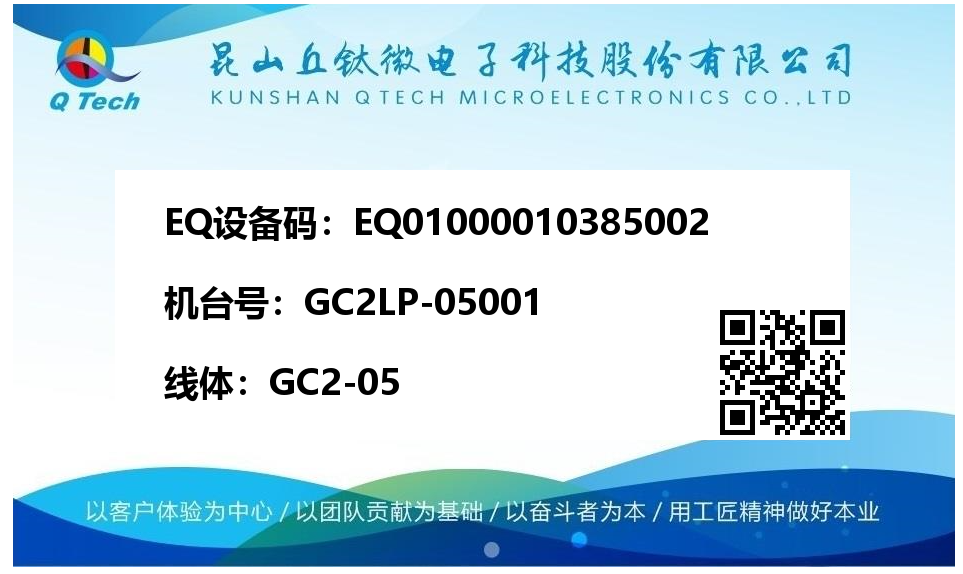 Q Tech
昆山丘钛微电子科技股份有限公司
KUNSHAN Q TECH MICROELECTRONICS CO.,LTD
EQ设备码：EQ01000010385002
机台号：GC2LP-05001
线体：GC2-05
以客户体验为中心 / 以团队贡献为基础 / 以奋斗者为本 / 用工匠精神做好本业